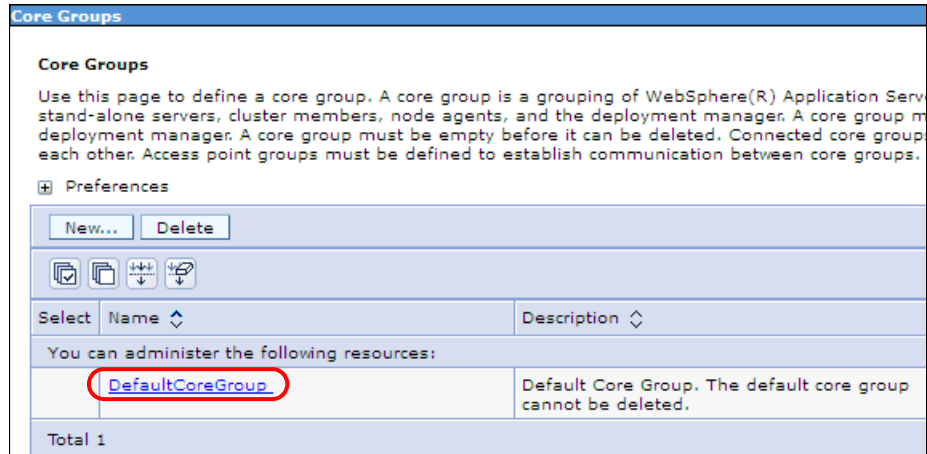 Core Groups
Core Groups
Use this page to define a core group. A core group is a grouping of WebSphere(R) Application
stand-alone servers, cluster members, node agents, and the deployment manager. A core group
deployment manager. A core group must be empty before it can be deleted. Connected core
each other. Access point groups must be defined to establish communication between core groups.
Preferences
New... Delete
Select Name Description
You can administer the following resources:
DefaultCoreGroup Default Core Group. The default core group
cannot be deleted.
Total 1